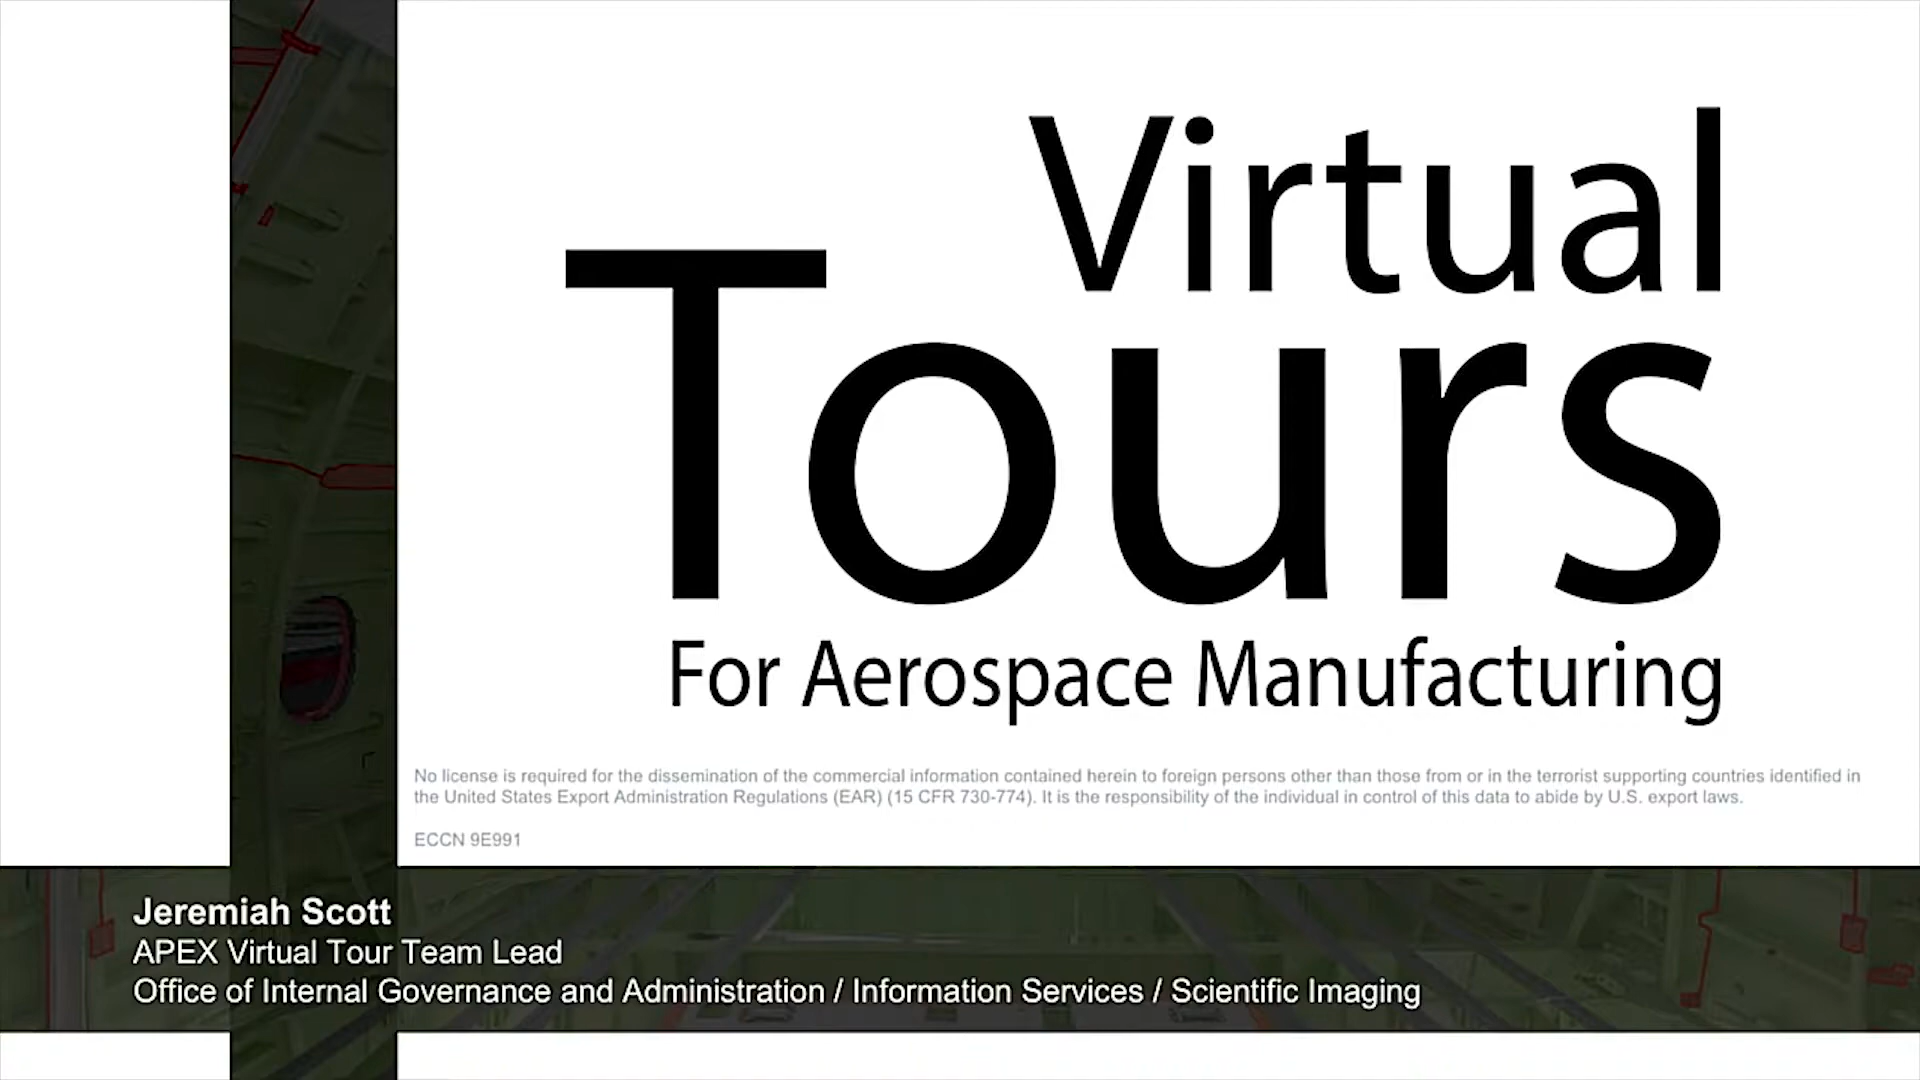 Virtual
Tours
For Aerospace Manufacturing
No license is required for the dissemination of the commercial information contained herein to foreign persons other than those from or in the terrorist supporting countries identified in
the United States Export Administration Regulations (EAR) (15 CFR 730-774). It is the responsibility of the individual in control of this data to abide by U.S. export laws.
ECCN 9E991
Jeremiah Scott
APEX Virtual Tour Team Lead
Office of Internal Governance and Administration / Information Services / Scientific Imaging